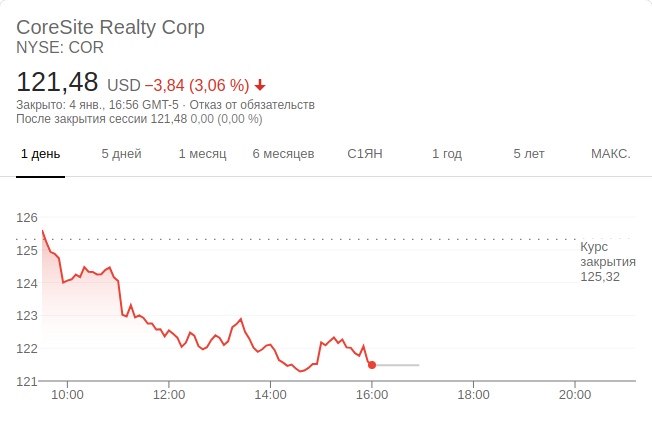 CoreSite Realty Corp
NYSE: COR
121,48 USD −3,84 (3,06 %)
Закрыто: 4 янв., 16:56 GMT-5 · Отказ от обязательств
После закрытия сессии 121,48 0,00 (0,00 %)
1 день 5 дней 1 месяц 6 месяцев С1ЯН 1 год 5 лет МАКС.
126
125
124
123
122
121
Курс
закрытия
125,32
10:00 12:00 14:00 16:00 18:00 20:00